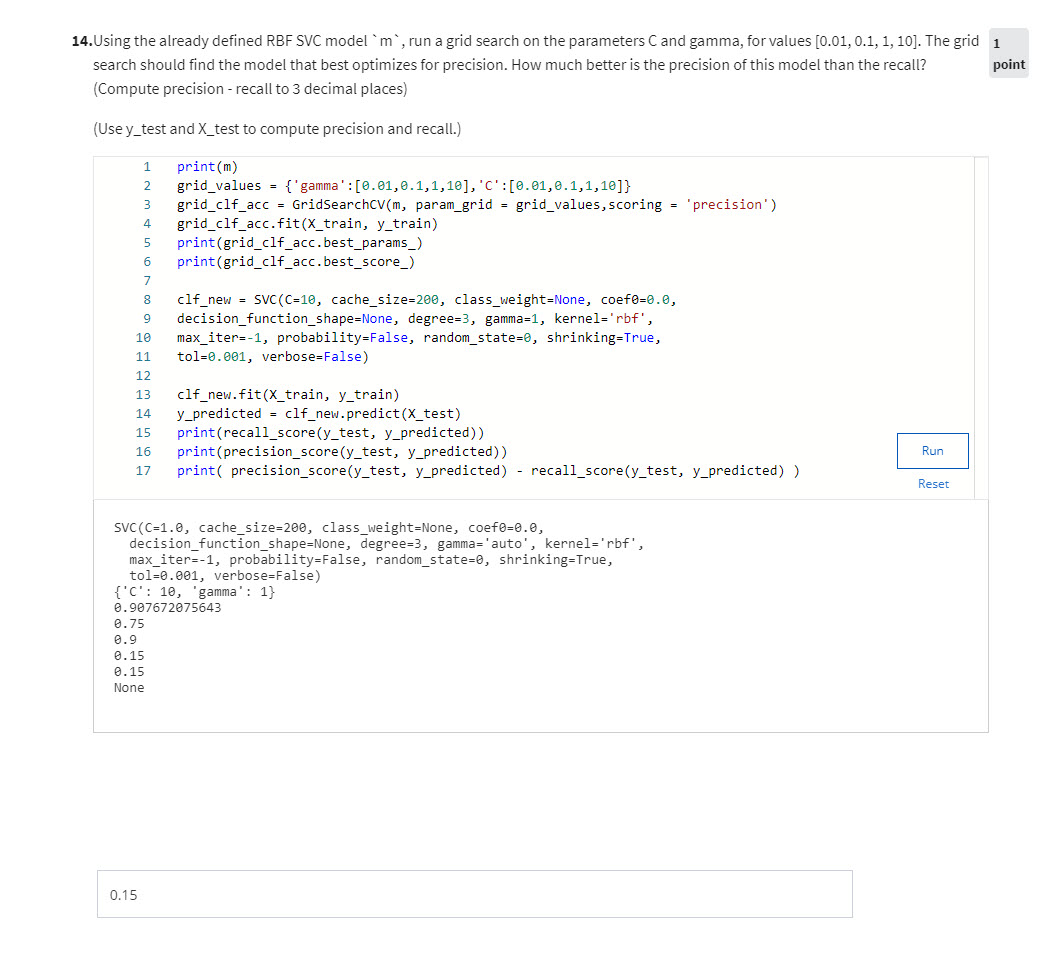 14.Using the already defined RBF SVC model `m`, run a grid search on the parameters C and gamma, for values [0.01, 0.1, 1, 10]. The grid
search should find the model that best optimizes for precision. How much better is the precision of this model than the recall?
(Compute precision - recall to 3 decimal places)
1
point
(Use y_test and X_test to compute precision and recall.)
1 print(m)
2 grid_values = {'gamma':[0.01,0.1,1,10],'C':[0.01,0.1,1,10]}
3 grid_clf_acc = GridSearchCV(m, param_grid = grid_values,scoring = 'precision')
4 grid_clf_acc.fit(X_train, y_train)
5 print(grid_clf_acc.best_params_)
6 print(grid_clf_acc.best_score_)
7
8 clf_new = SVC(C=10, cache_size=200, class_weight=None, coef0=0.0,
9 decision_function_shape=None, degree=3, gamma=1, kernel='rbf',
10 max_iter=-1, probability=False, random_state=0, shrinking=True,
11 tol=0.001, verbose=False)
12
13 clf_new.fit(X_train, y_train)
14 y_predicted = clf_new.predict(X_test)
15 print(recall_score(y_test, y_predicted))
16 print(precision_score(y_test, y_predicted))
17 print( precision_score(y_test, y_predicted) - recall_score(y_test, y_predicted) )
Run
Reset
SVC(C=1.0, cache_size=200, class_weight=None, coef0=0.0,
decision_function_shape=None, degree=3, gamma='auto', kernel='rbf',
max_iter=-1, probability=False, random_state=0, shrinking=True,
tol=0.001, verbose=False)
{'C': 10, 'gamma': 1}
0.907672075643
0.75
0.9
0.15
0.15
None
0.15